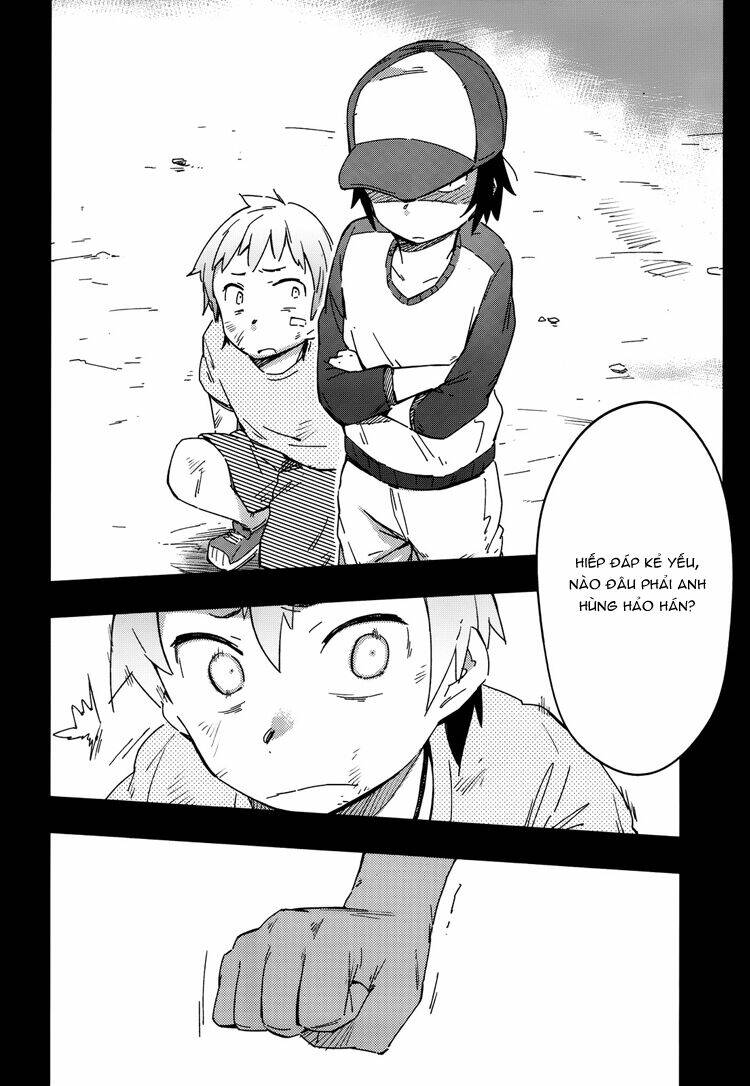 HIẾP ĐÁP KẺ YẾU,
NÀO ĐÂU PHẢI ANH
HÙNG HẢO HÁN?